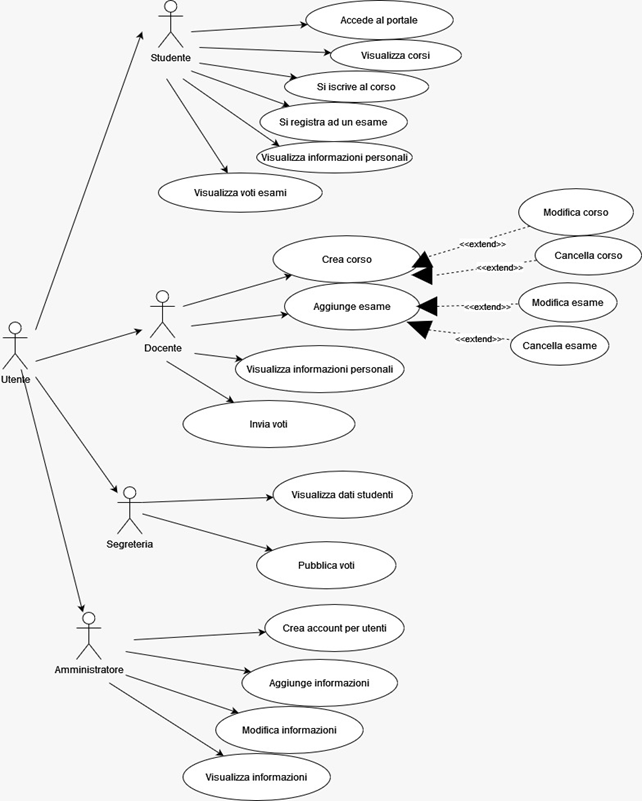 Accede al portale
Studente
Visualizza corsi
Si iscrive al corso
Si registra ad un esame
Visualizza informazioni personali
Visualizza voti esami
Modifica corso
<<extend>>
Crea corso
Cancella corso
<<extend>>
Aggiunge esame
<<extend>>
Modifica esame
<<extend>>
Cancella esame
Docente
Visualizza informazioni personali
Utente
Invia voti
Visualizza dati studenti
Segreteria
Pubblica voti
Crea account per utenti
Amministratore
Aggiunge informazioni
Modifica informazioni
Visualizza informazioni